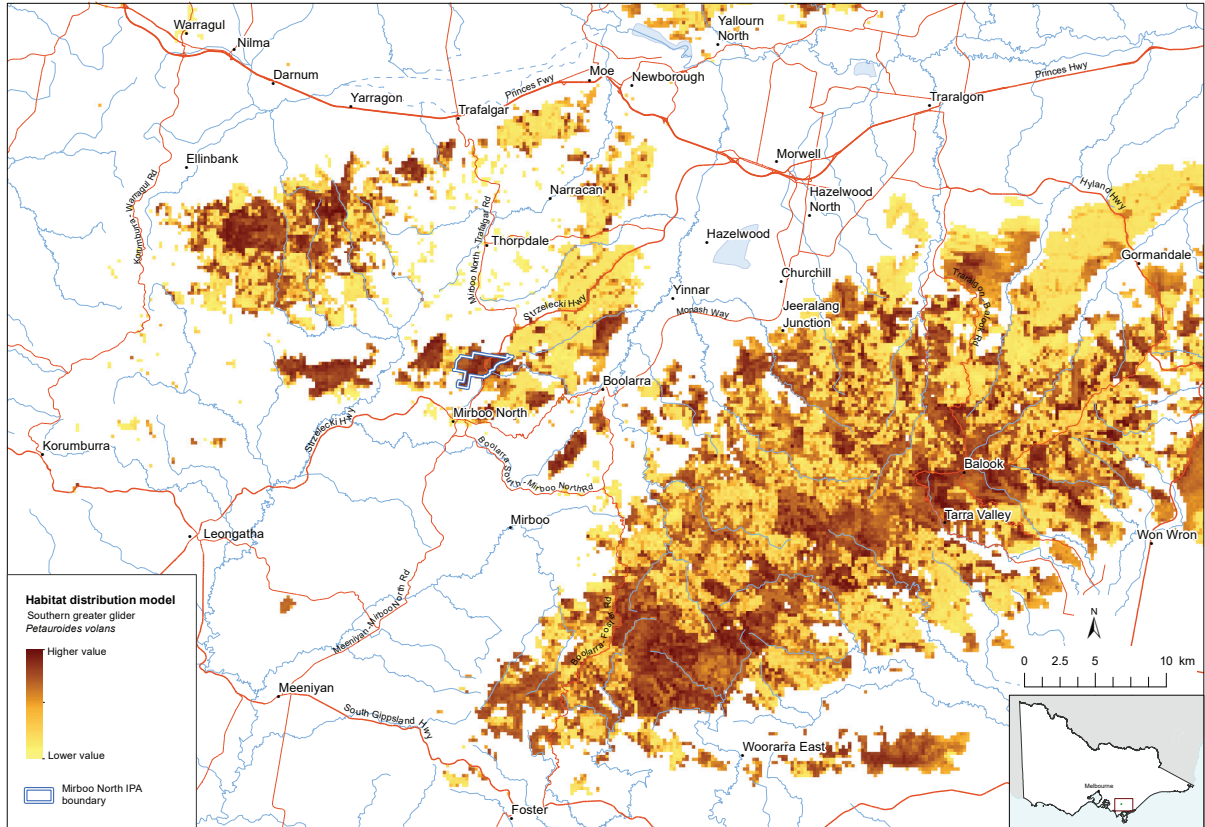 Warragul
Nilma
Darnum
Yarragon
Trafalgar
Princes Fwy
Moe
Newborough
Yallourn
North
Princes Hwy
Traralgon
Morwell
Ellinbank
Korumburra - Warragul Rd
Narracan
Mirboo North - Trafalgar Rd
Thorpdale
Hazelwood
North
Hazelwood
Hyland Hwy
Gormandale
Churchill
Traralgon - Balook Rd
Strzelecki Hwy
Yinnar
Monash Way
Jeeralang
Junction
Boolarra
Mirboo North
Strzelecki Hwy
Korumburra
Boolarra South - Mirboo North Rd
Balook
Tarra Valley
Mirboo
Leongatha
Won Wron
Meeniyan - Mirboo North Rd
Boolarra - Foster Rd
Meeniyan
South Gippsland Hwy
Woorarra East
Foster
Habitat distribution model
Southern greater glider
Petauroides volans
Higher value
Lower value
Mirboo North IPA
boundary
N
0 2.5 5 10 km
Melbourne